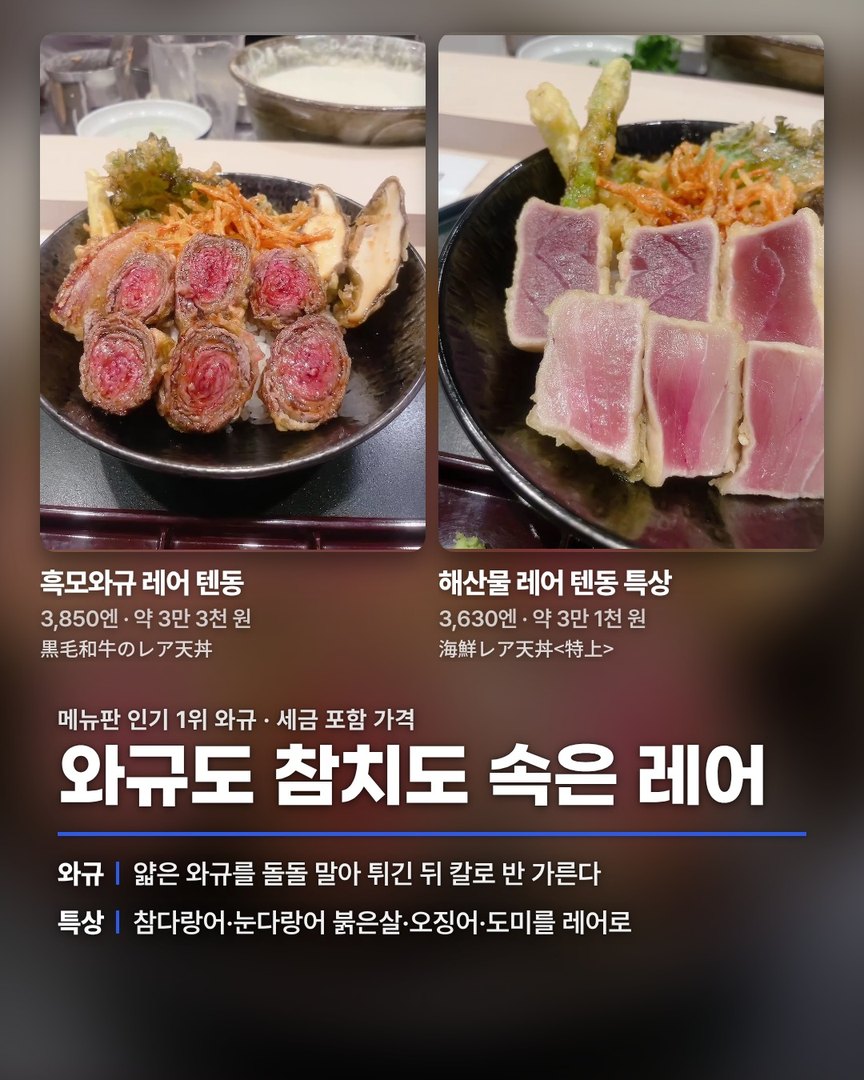 흑모와규 레어 텐동
3,850엔 · 약 3만 3천 원
黒毛和牛のレア天丼
해산물 레어 텐동 특상
3,630엔 · 약 3만 1천 원
海鮮レア天丼<特上>
메뉴판 인기 1위 와규 · 세금 포함 가격
와규도 참치도 속은 레어
와규 | 얇은 와규를 돌돌 말아 튀긴 뒤 칼로 반 가른다
특상 | 참다랑어·눈다랑어 붉은살·오징어·도미를 레어로